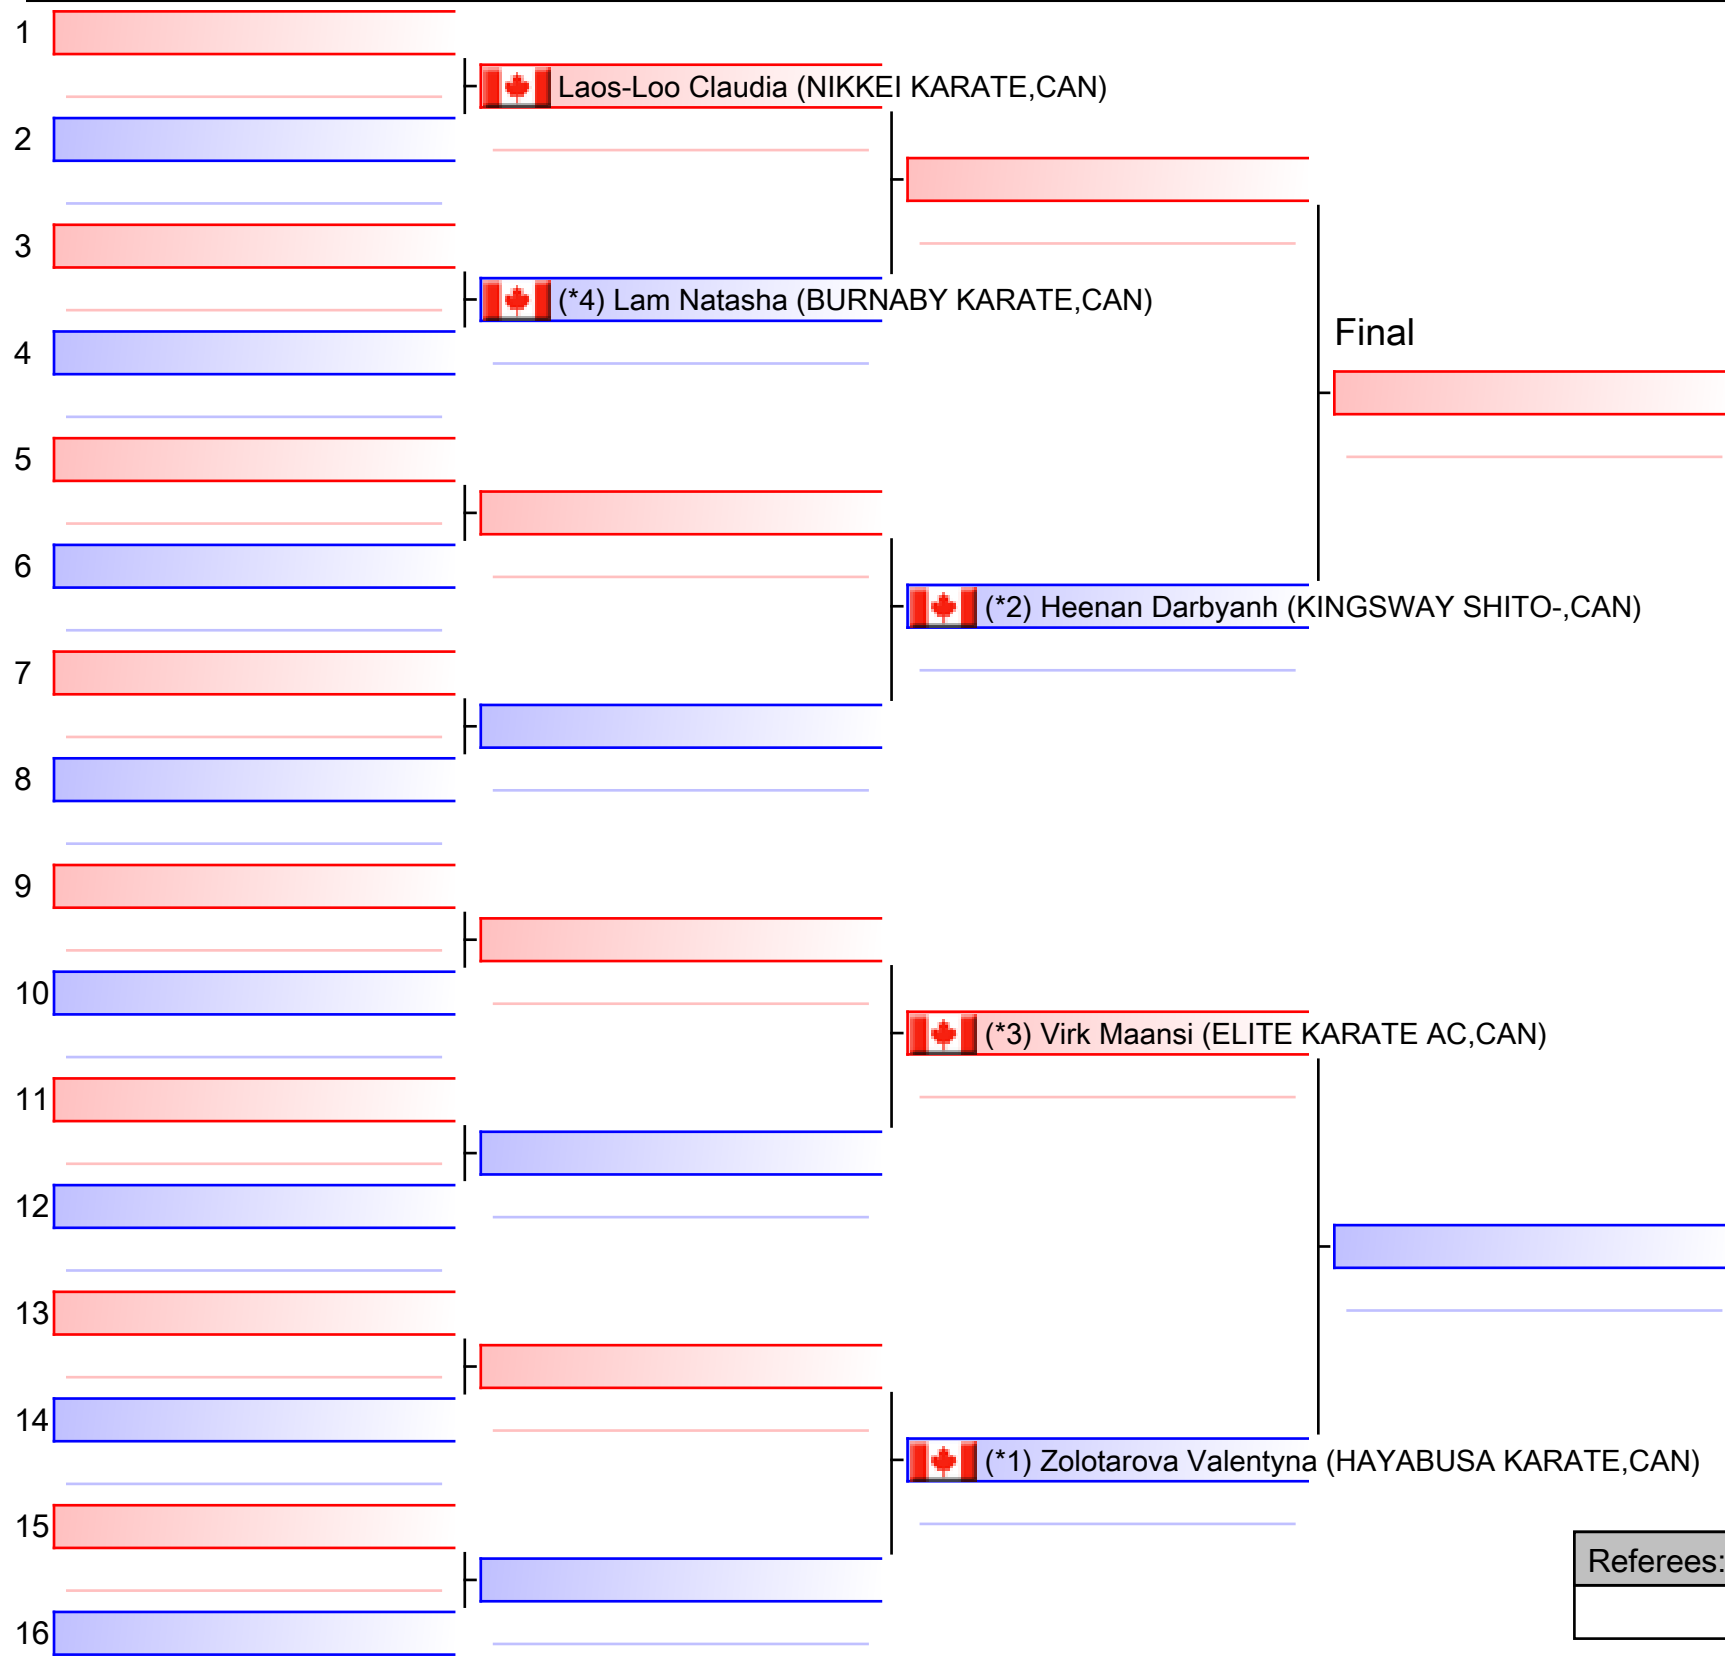 1
Laos-Loo Claudia (NIKKEI KARATE,CAN)
2
3
(*4) Lam Natasha (BURNABY KARATE,CAN)
Final
4
5
6
(*2) Heenan Darbyanh (KINGSWAY SHITO-,CAN)
7
8
9
10
(*3) Virk Maansi (ELITE KARATE AC,CAN)
11
12
13
14
(*1) Zolotarova Valentyna (HAYABUSA KARATE,CAN)
15
Referees:
16